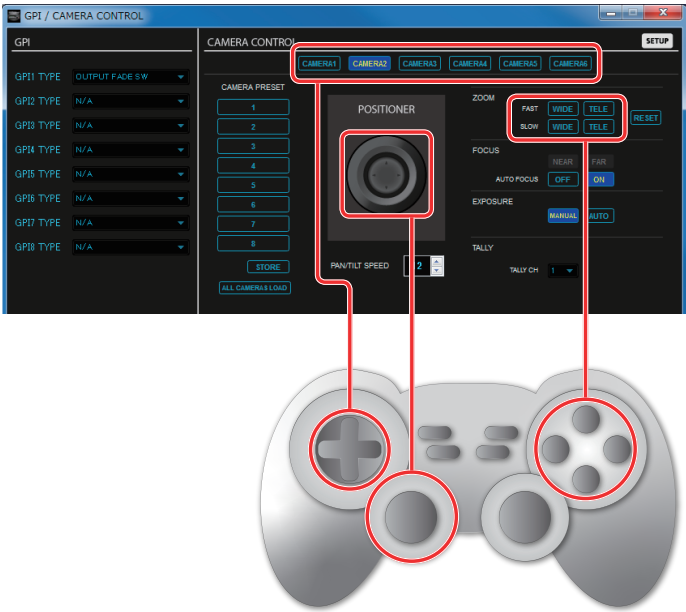 GPI / CAMERA CONTROL
GPI
GPI1 TYPE OUTPUT FADE SW
GPI2 TYPE N/A
GPI3 TYPE N/A
GPI4 TYPE N/A
GPI5 TYPE N/A
GPI6 TYPE N/A
GPI7 TYPE N/A
GPI8 TYPE N/A
CAMERA CONTROL
SETUP
CAMERA1 CAMERA2 CAMERA3 CAMERA4 CAMERA5 CAMERA6
CAMERA PRESET
1
2
3
4
5
6
7
8
STORE
ALL CAMERAS LOAD
POSITIONER
PAN/TILT SPEED 2
ZOOM
FAST WIDE TELE
SLOW WIDE TELE
RESET
FOCUS
NEAR FAR
AUTO FOCUS OFF ON
EXPOSURE
MANUAL AUTO
TALLY
TALLY CH 1